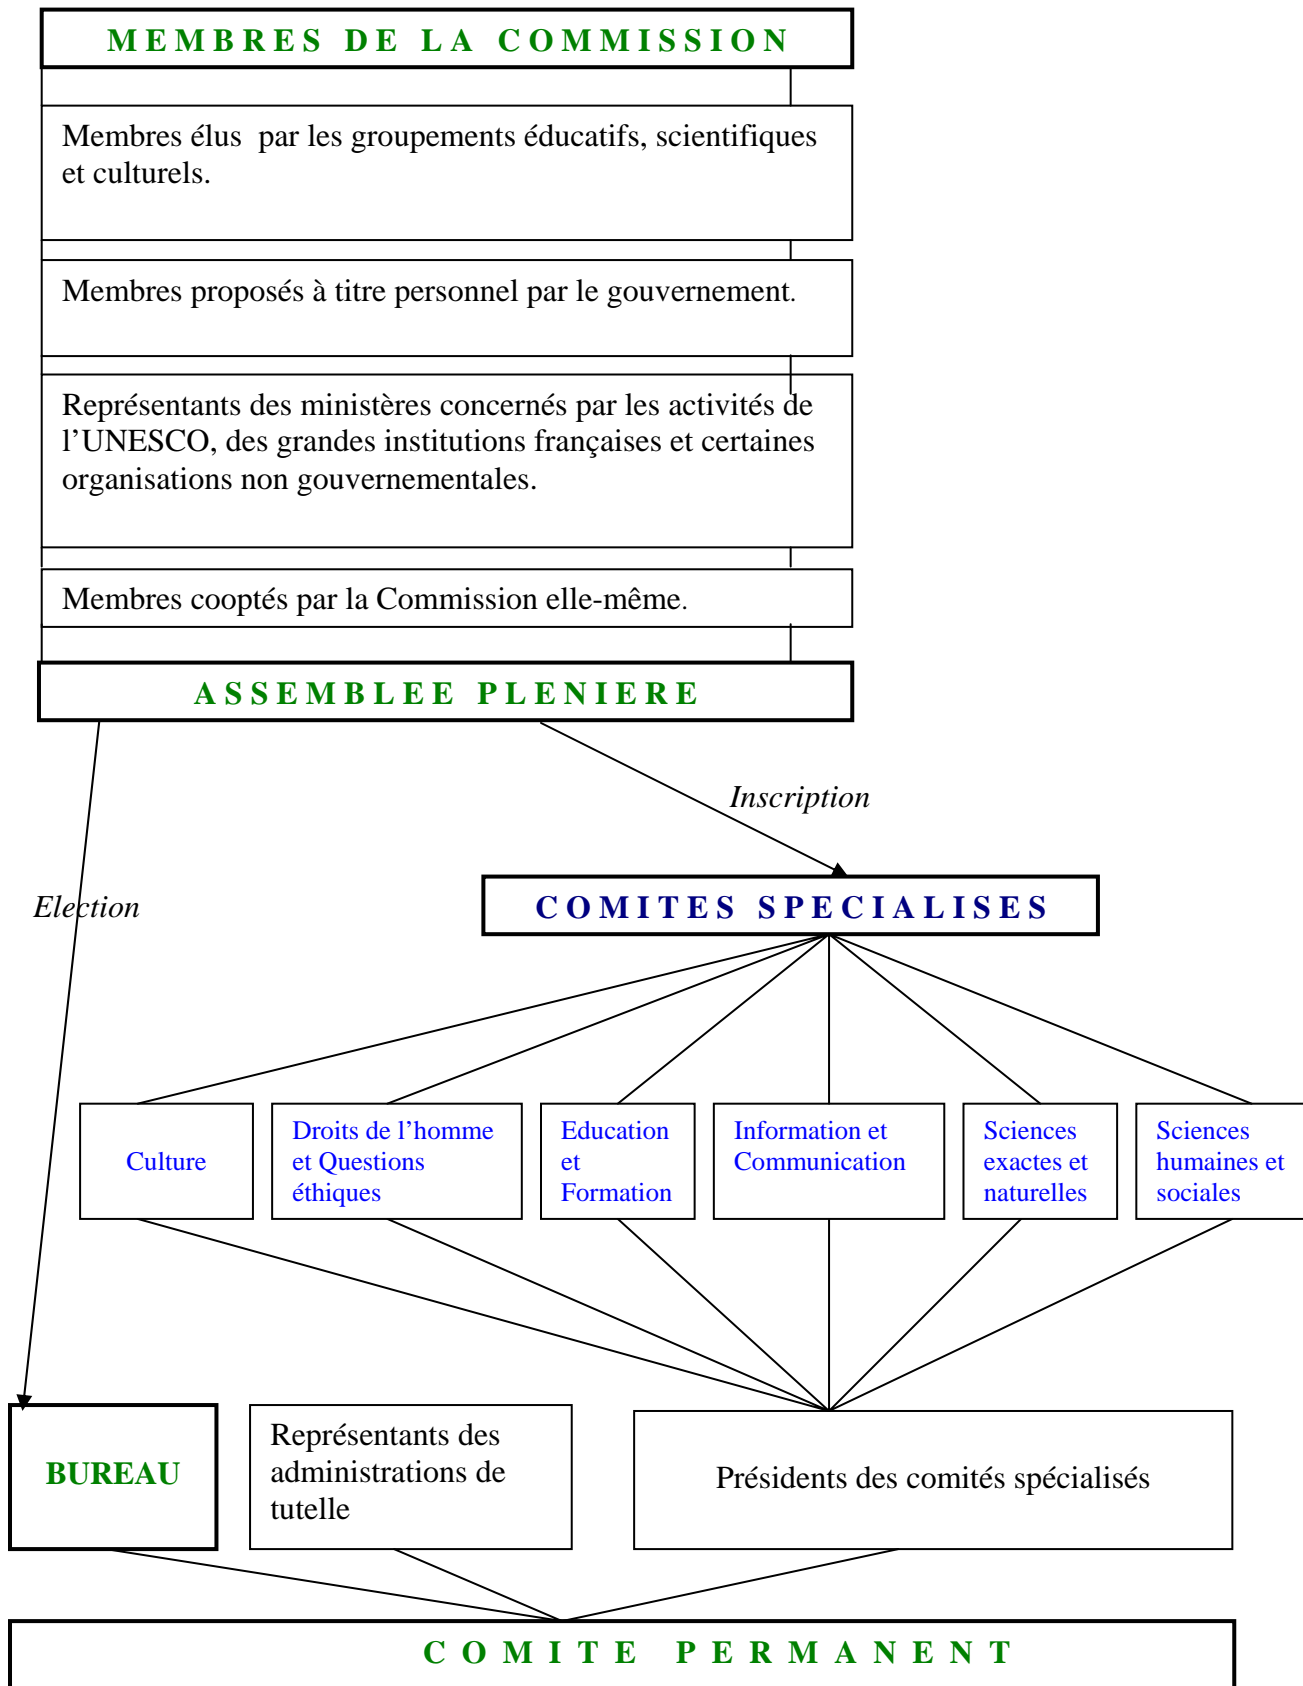 MEMBRES DE LA COMMISSION
Membres élus par les groupements éducatifs, scientifiques
et culturels.
Membres proposés à titre personnel par le gouvernement.
Représentants des ministères concernés par les activités de
l’UNESCO, des grandes institutions françaises et certaines
organisations non gouvernementales.
Membres cooptés par la Commission elle-même.
ASSEMBLEE PLENIERE
Inscription
Election
COMITES SPECIALISES
Culture
Droits de l’homme
et Questions
éthiques
Education
et
Formation
Information et
Communication
Sciences
exactes et
naturelles
Sciences
humaines et
sociales
BUREAU
Représentants des
administrations de
tutelle
Présidents des comités spécialisés
COMITE PERMANENT